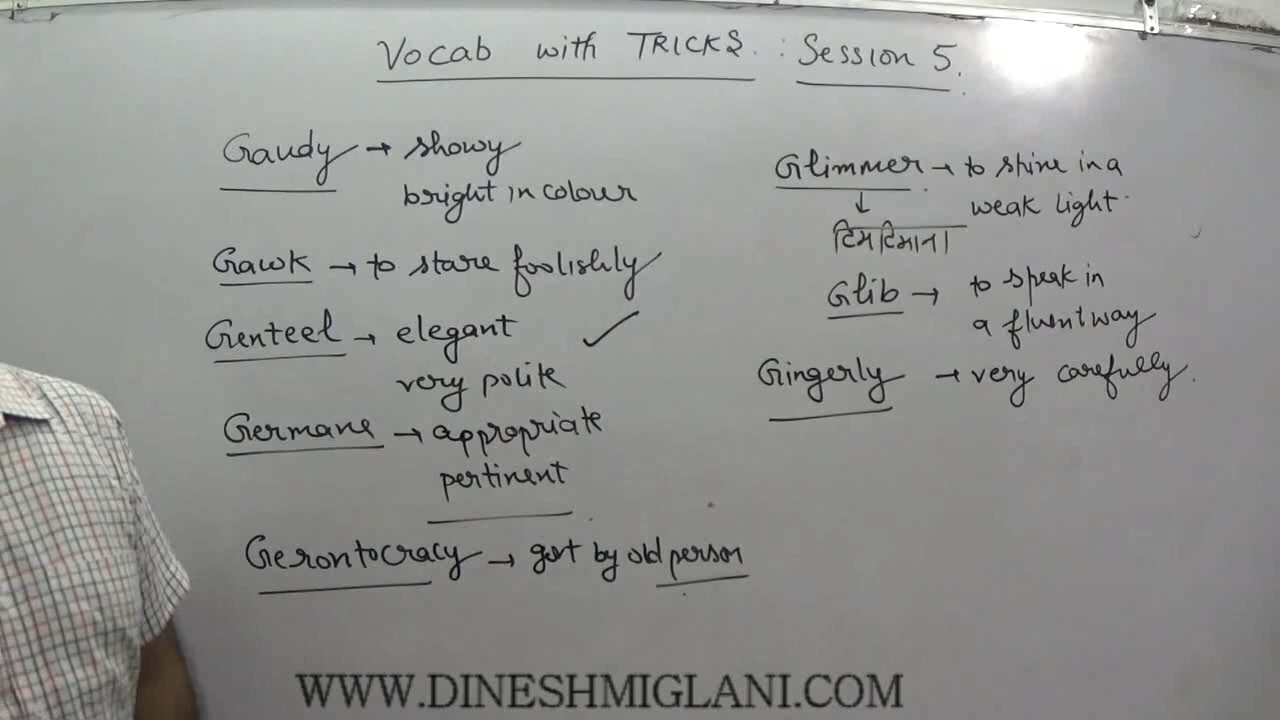 Vocab with TRICKS : Session 5.
Gaudy → showy
bright in colour
Gawk → to stare foolishly
Genteel → elegant
very polite
Germane → appropriate
pertinent
Gerontocracy → govt by old person
Glimmer → to shine in a
weak light
↓
टिमटिमाना
Glib → to speak in
a fluent way
Gingerly → very carefully.
WWW.DINESHMIGLANI.COM